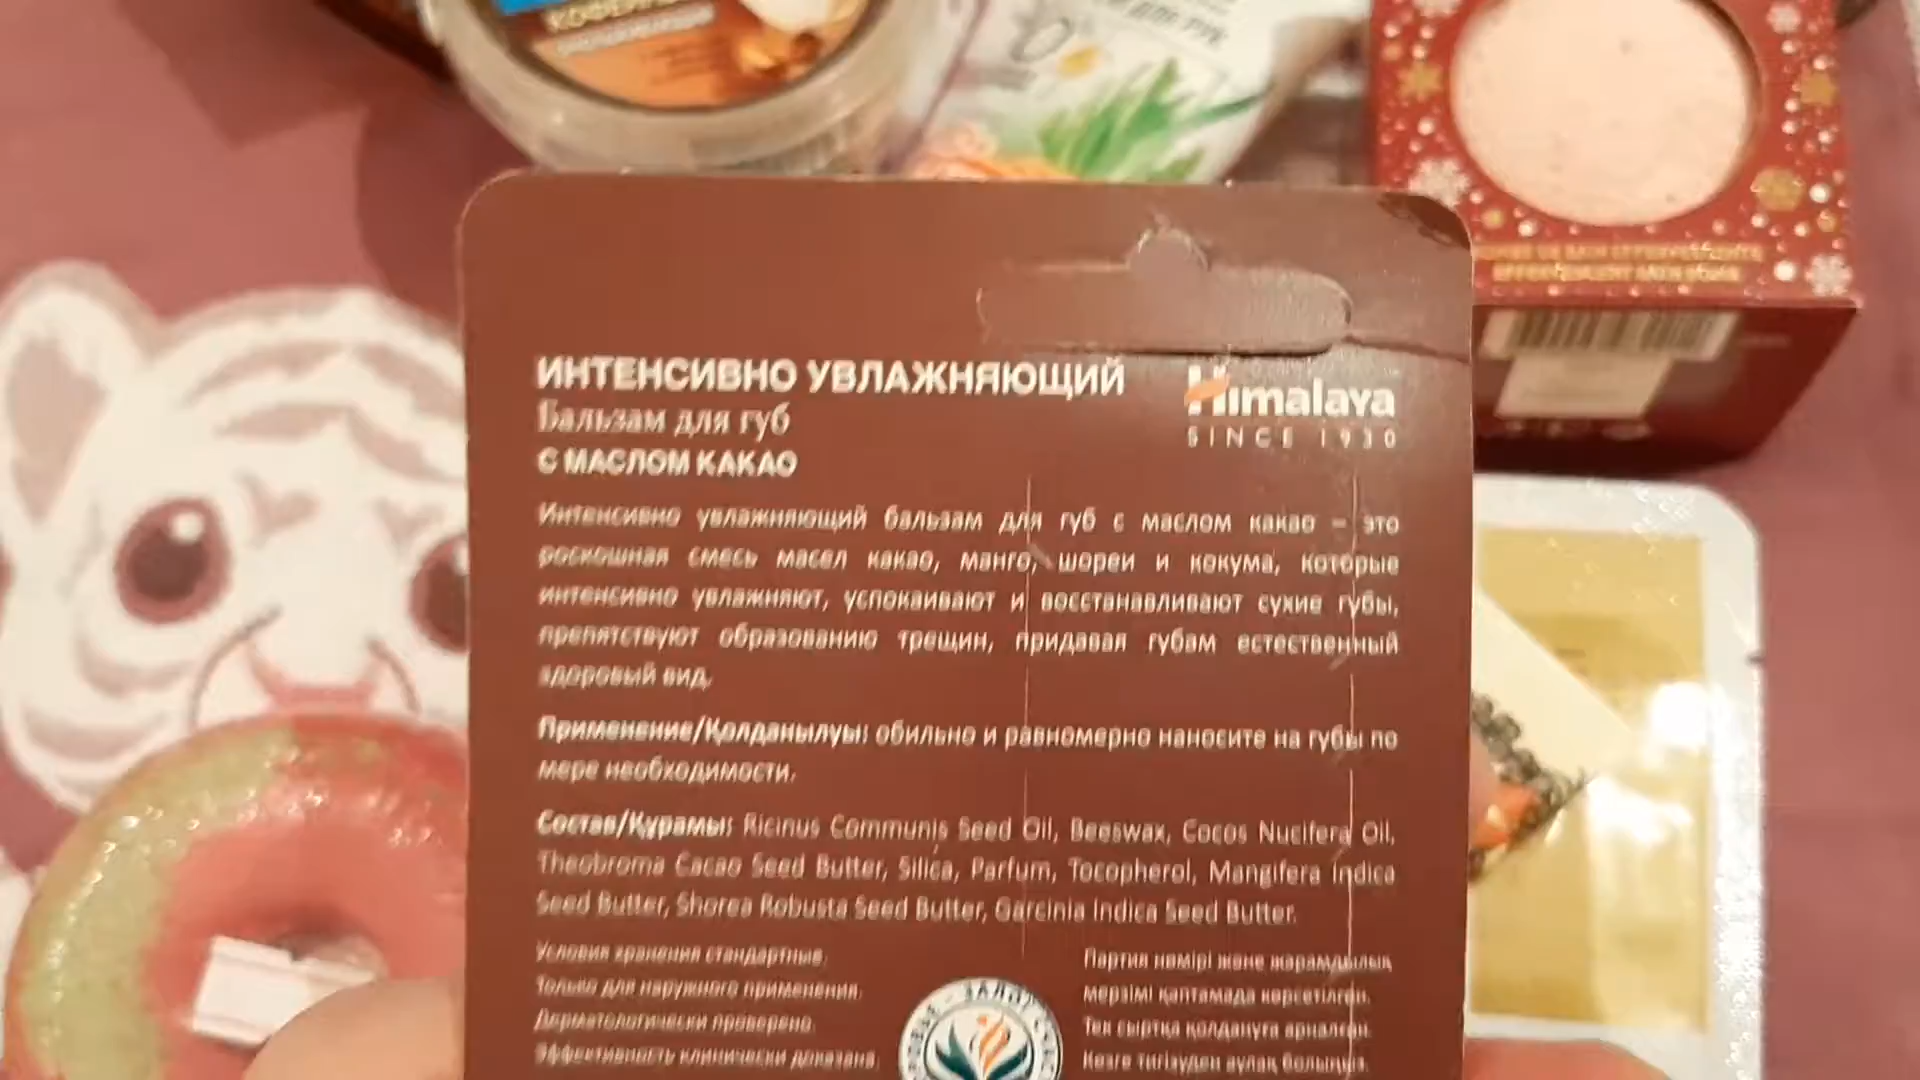 ДЛЯ РУК
ИНТЕНСИВНО УВЛАЖНЯЮЩИЙ
Бальзам для губ
С МАСЛОМ КАКАО
Himalaya
SINCE 1930
Интенсивно увлажняющий бальзам для губ с маслом какао – это
роскошная смесь масел какао, манго, шореи и кокума, которые
интенсивно увлажняют, успокаивают и восстанавливают сухие губы,
препятствуют образованию трещин, придавая губам естественный
здоровый вид.
Применение/Қолданылуы: обильно и равномерно наносите на губы по
мере необходимости.
Состав/Құрамы: Ricinus Communis Seed Oil, Beeswax, Cocos Nucifera Oil,
Theobroma Cacao Seed Butter, Silica, Parfum, Tocopherol, Mangifera Indica
Seed Butter, Shorea Robusta Seed Butter, Garcinia Indica Seed Butter.
Условия хранения стандартные.
Только для наружного применения.
Дерматологически проверено.
Эффективность клинически доказана.
Партия нөмірі және жарамдылық
мерзімі қаптамада көрсетілген.
Тек сыртқа қолдануға арналған.
Көзге тигізуден аулақ болыңыз.